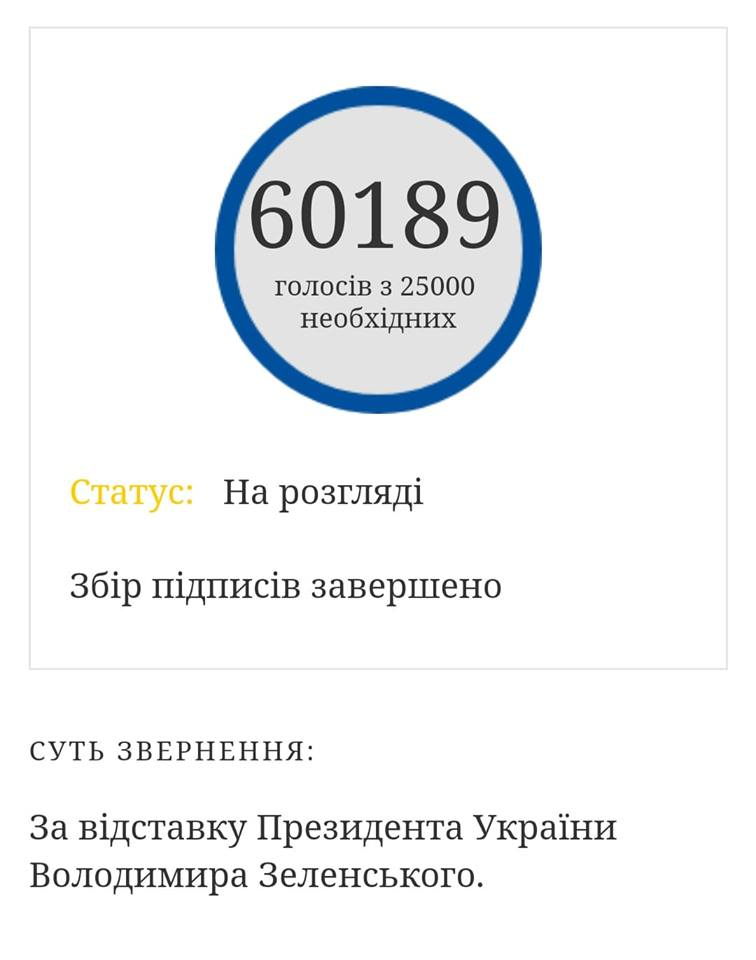 60189
голосів з 25000
необхідних
Статус: На розгляді
Збір підписів завершено
СУТЬ ЗВЕРНЕННЯ:
За відставку Президента України
Володимира Зеленського.